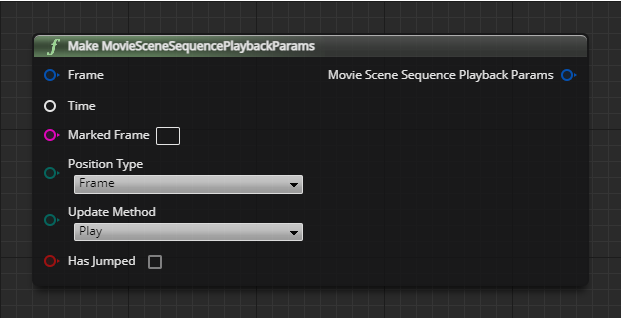 f Make MovieSceneSequencePlaybackParams
Frame Movie Scene Sequence Playback Params
Time
Marked Frame
Position Type
Frame
Update Method
Play
Has Jumped